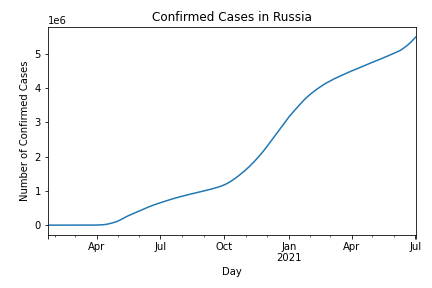 Confirmed Cases in Russia
1e6
5
4
3
2
1
0
Number of Confirmed Cases
Apr Jul Oct Jan Apr Jul
2021
Day